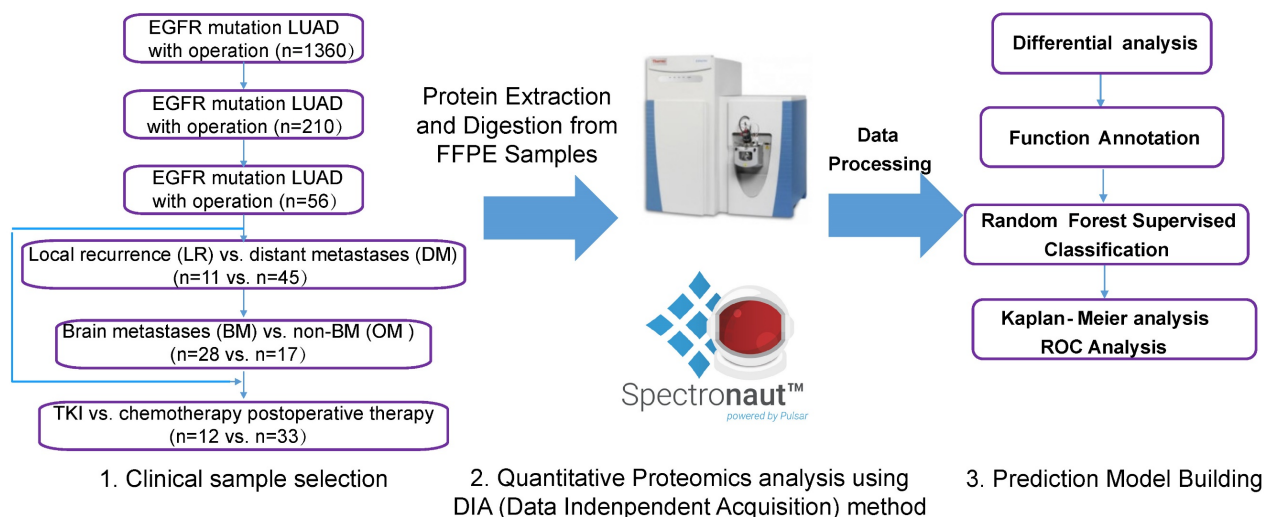 EGFR mutation LUAD
with operation (n=1360）
EGFR mutation LUAD
with operation (n=210）
EGFR mutation LUAD
with operation (n=56）
Local recurrence (LR) vs. distant metastases (DM)
(n=11 vs. n=45）
Brain metastases (BM) vs. non-BM (OM )
(n=28 vs. n=17）
TKI vs. chemotherapy postoperative therapy
(n=12 vs. n=33）
1. Clinical sample selection
Protein Extraction
and Digestion from
FFPE Samples
Spectronaut™
powered by Pulsar
2. Quantitative Proteomics analysis using
DIA (Data Indenpendent Acquisition) method
Data
Processing
Differential analysis
Function Annotation
Random Forest Supervised
Classification
Kaplan-Meier analysis
ROC Analysis
3. Prediction Model Building